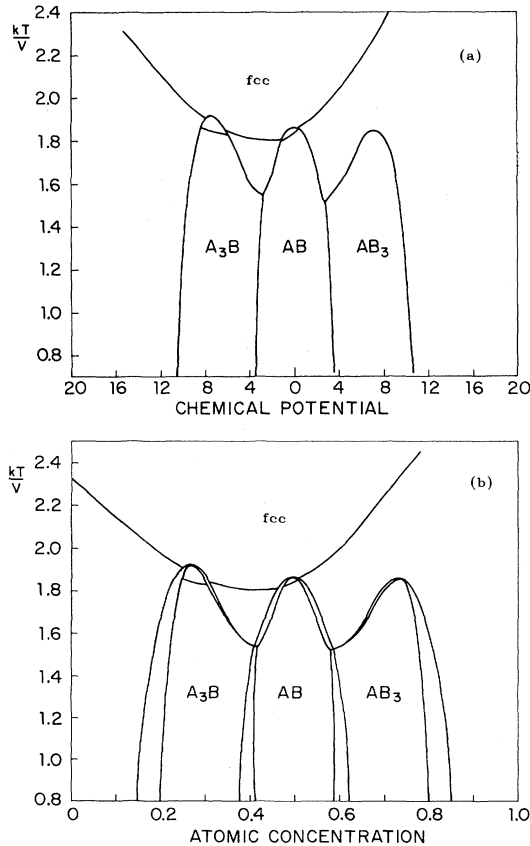 kT
V
2.4
(a)
2.2
fcc
2.0
1.8
1.6
1.4
A₃B AB AB₃
1.2
1.0
0.8
20 16 12 8 4 0 4 8 12 16 20
CHEMICAL POTENTIAL
kT
V
2.4
(b)
2.2
fcc
2.0
1.8
1.6
1.4
A₃B AB AB₃
1.2
1.0
0.8
0 0.2 0.4 0.6 0.8 1.0
ATOMIC CONCENTRATION